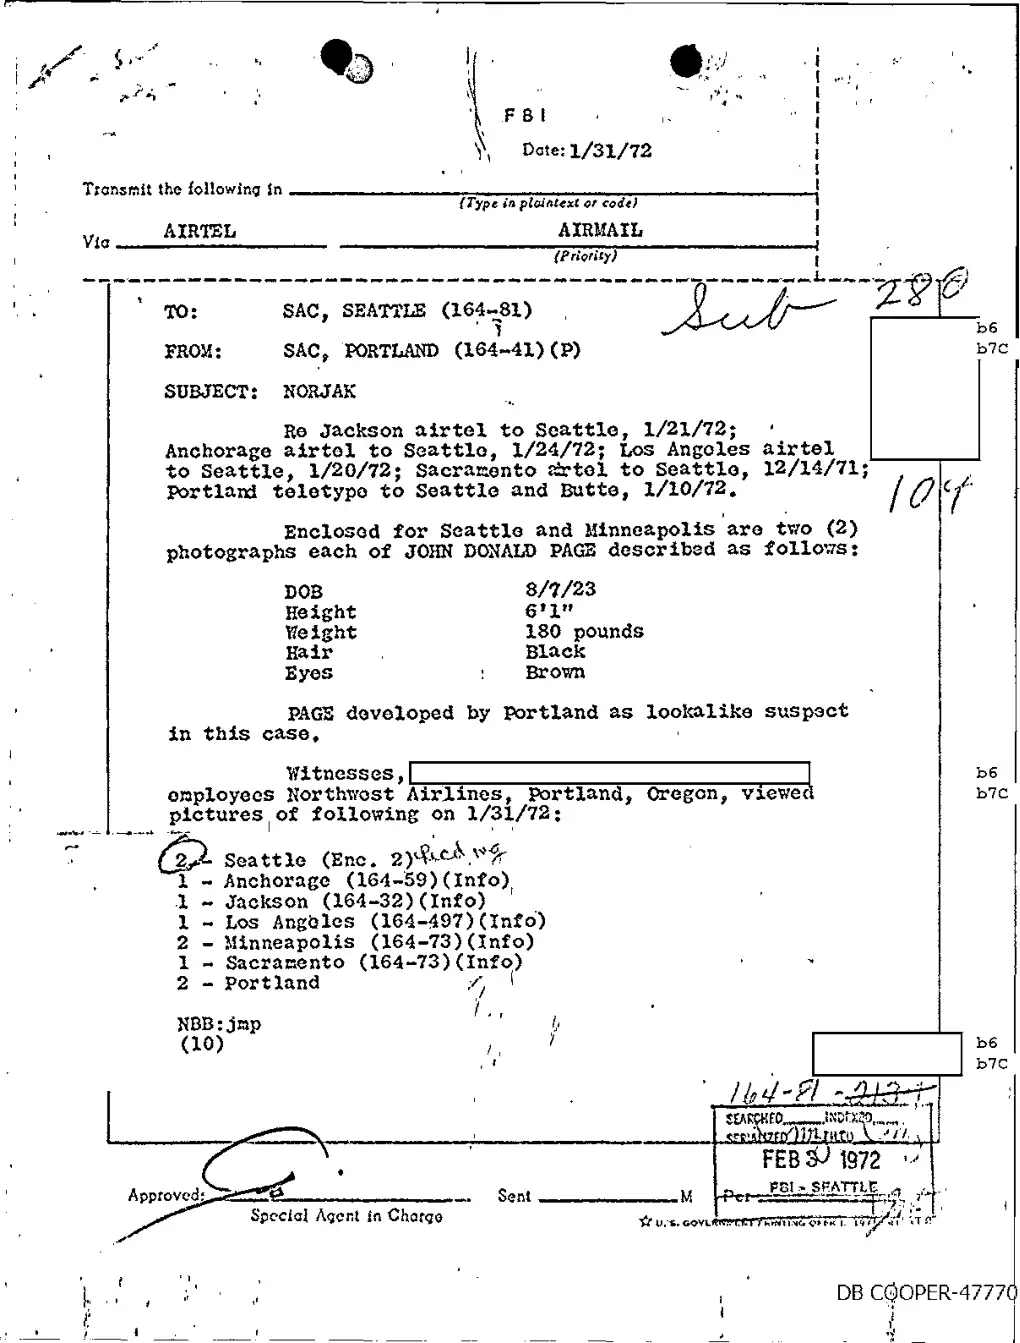 FBI
Date: 1/31/72
Transmit the following in
(Type in plaintext or code)
Via AIRTEL AIRMAIL
(Priority)
Sub 280
TO: SAC, SEATTLE (164-81)
b6
FROM: SAC, PORTLAND (164-41)(P)
b7C
SUBJECT: NORJAK
Re Jackson airtel to Seattle, 1/21/72;
Anchorage airtel to Seattle, 1/24/72; Los Angeles airtel
to Seattle, 1/20/72; Sacramento airtel to Seattle, 12/14/71;
Portland teletype to Seattle and Butte, 1/10/72.
Enclosed for Seattle and Minneapolis are two (2)
photographs each of JOHN DONALD PAGE described as follows:
DOB 8/7/23
Height 6'1"
Weight 180 pounds
Hair Black
Eyes Brown
PAGE developed by Portland as lookalike suspect
in this case.
Witnesses,
b6
employees Northwest Airlines, Portland, Oregon, viewed
b7C
pictures of following on 1/31/72:
2 - Seattle (Enc. 2)
1 - Anchorage (164-59)(Info)
1 - Jackson (164-32)(Info)
1 - Los Angeles (164-497)(Info)
2 - Minneapolis (164-73)(Info)
1 - Sacramento (164-73)(Info)
2 - Portland
NBB:jmp
(10)
b6
b7C
164-81-
SEARCHED INDEXED
SERIALIZED FILED
FEB 3 1972
FBI - SEATTLE
Approved: Sent M Per
Special Agent in Charge
DB COOPER-47770